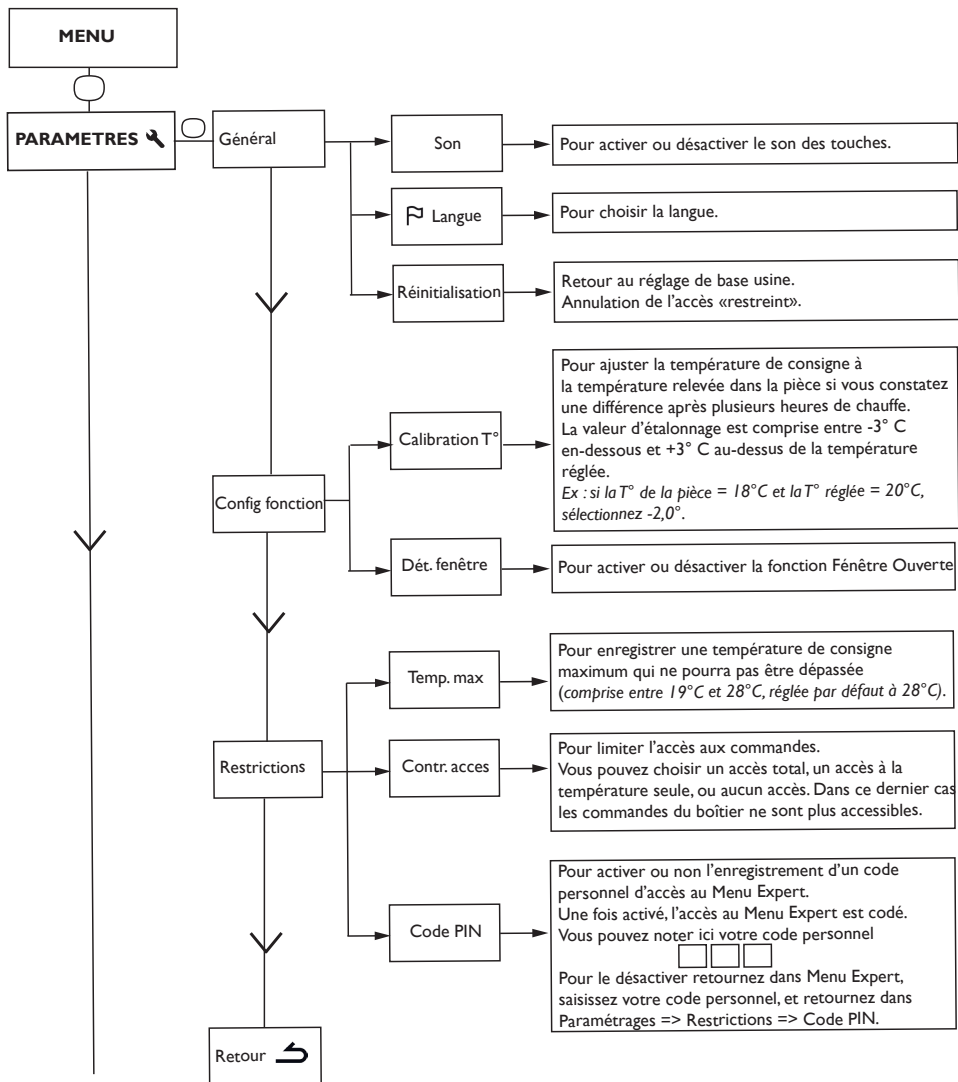 MENU
PARAMETRES
Général
Son
Pour activer ou désactiver le son des touches.
Langue
Pour choisir la langue.
Réinitialisation
Retour au réglage de base usine.
Annulation de l'accès «restreint».
Config fonction
Calibration T°
Pour ajuster la température de consigne à
la température relevée dans la pièce si vous constatez
une différence après plusieurs heures de chauffe.
La valeur d'étalonnage est comprise entre -3° C
en-dessous et +3° C au-dessus de la température
réglée.
Ex : si la T° de la pièce = 18°C et la T° réglée = 20°C,
sélectionnez -2,0°.
Dét. fenêtre
Pour activer ou désactiver la fonction Fénêtre Ouverte
Restrictions
Temp. max
Pour enregistrer une température de consigne
maximum qui ne pourra pas être dépassée
(comprise entre 19°C et 28°C, réglée par défaut à 28°C).
Contr. acces
Pour limiter l'accès aux commandes.
Vous pouvez choisir un accès total, un accès à la
température seule, ou aucun accès. Dans ce dernier cas
les commandes du boîtier ne sont plus accessibles.
Code PIN
Pour activer ou non l'enregistrement d'un code
personnel d'accès au Menu Expert.
Une fois activé, l'accès au Menu Expert est codé.
Vous pouvez noter ici votre code personnel
Pour le désactiver retournez dans Menu Expert,
saisissez votre code personnel, et retournez dans
Paramétrages => Restrictions => Code PIN.
Retour